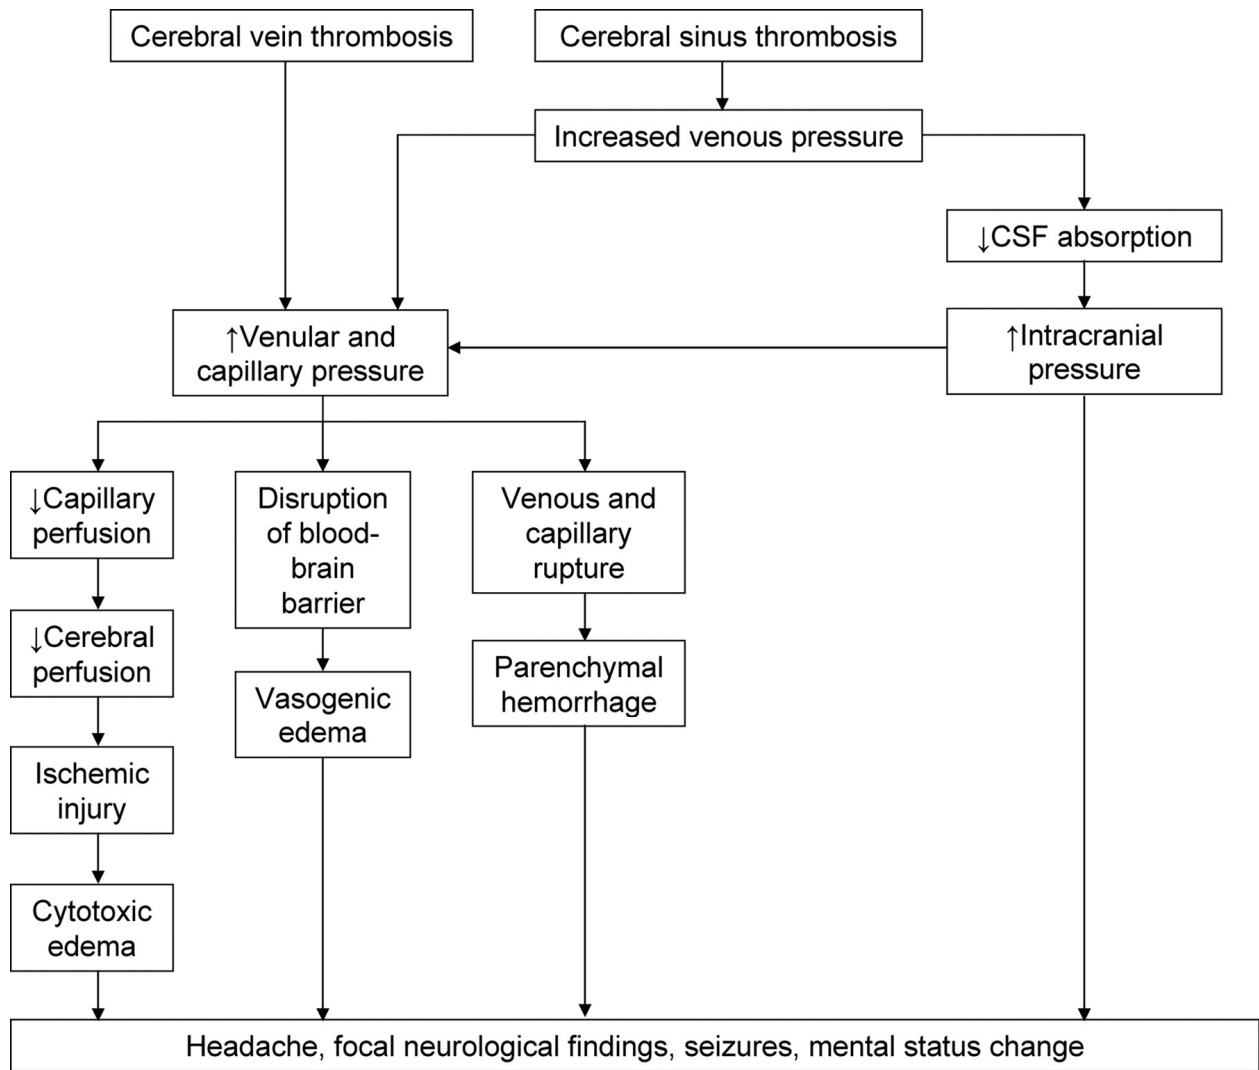 Cerebral vein thrombosis
Cerebral sinus thrombosis
Increased venous pressure
↓CSF absorption
↑Venular and
capillary pressure
↑Intracranial
pressure
↓Capillary
perfusion
Disruption
of blood-
brain
barrier
Venous and
capillary
rupture
↓Cerebral
perfusion
Vasogenic
edema
Parenchymal
hemorrhage
Ischemic
injury
Cytotoxic
edema
Headache, focal neurological findings, seizures, mental status change